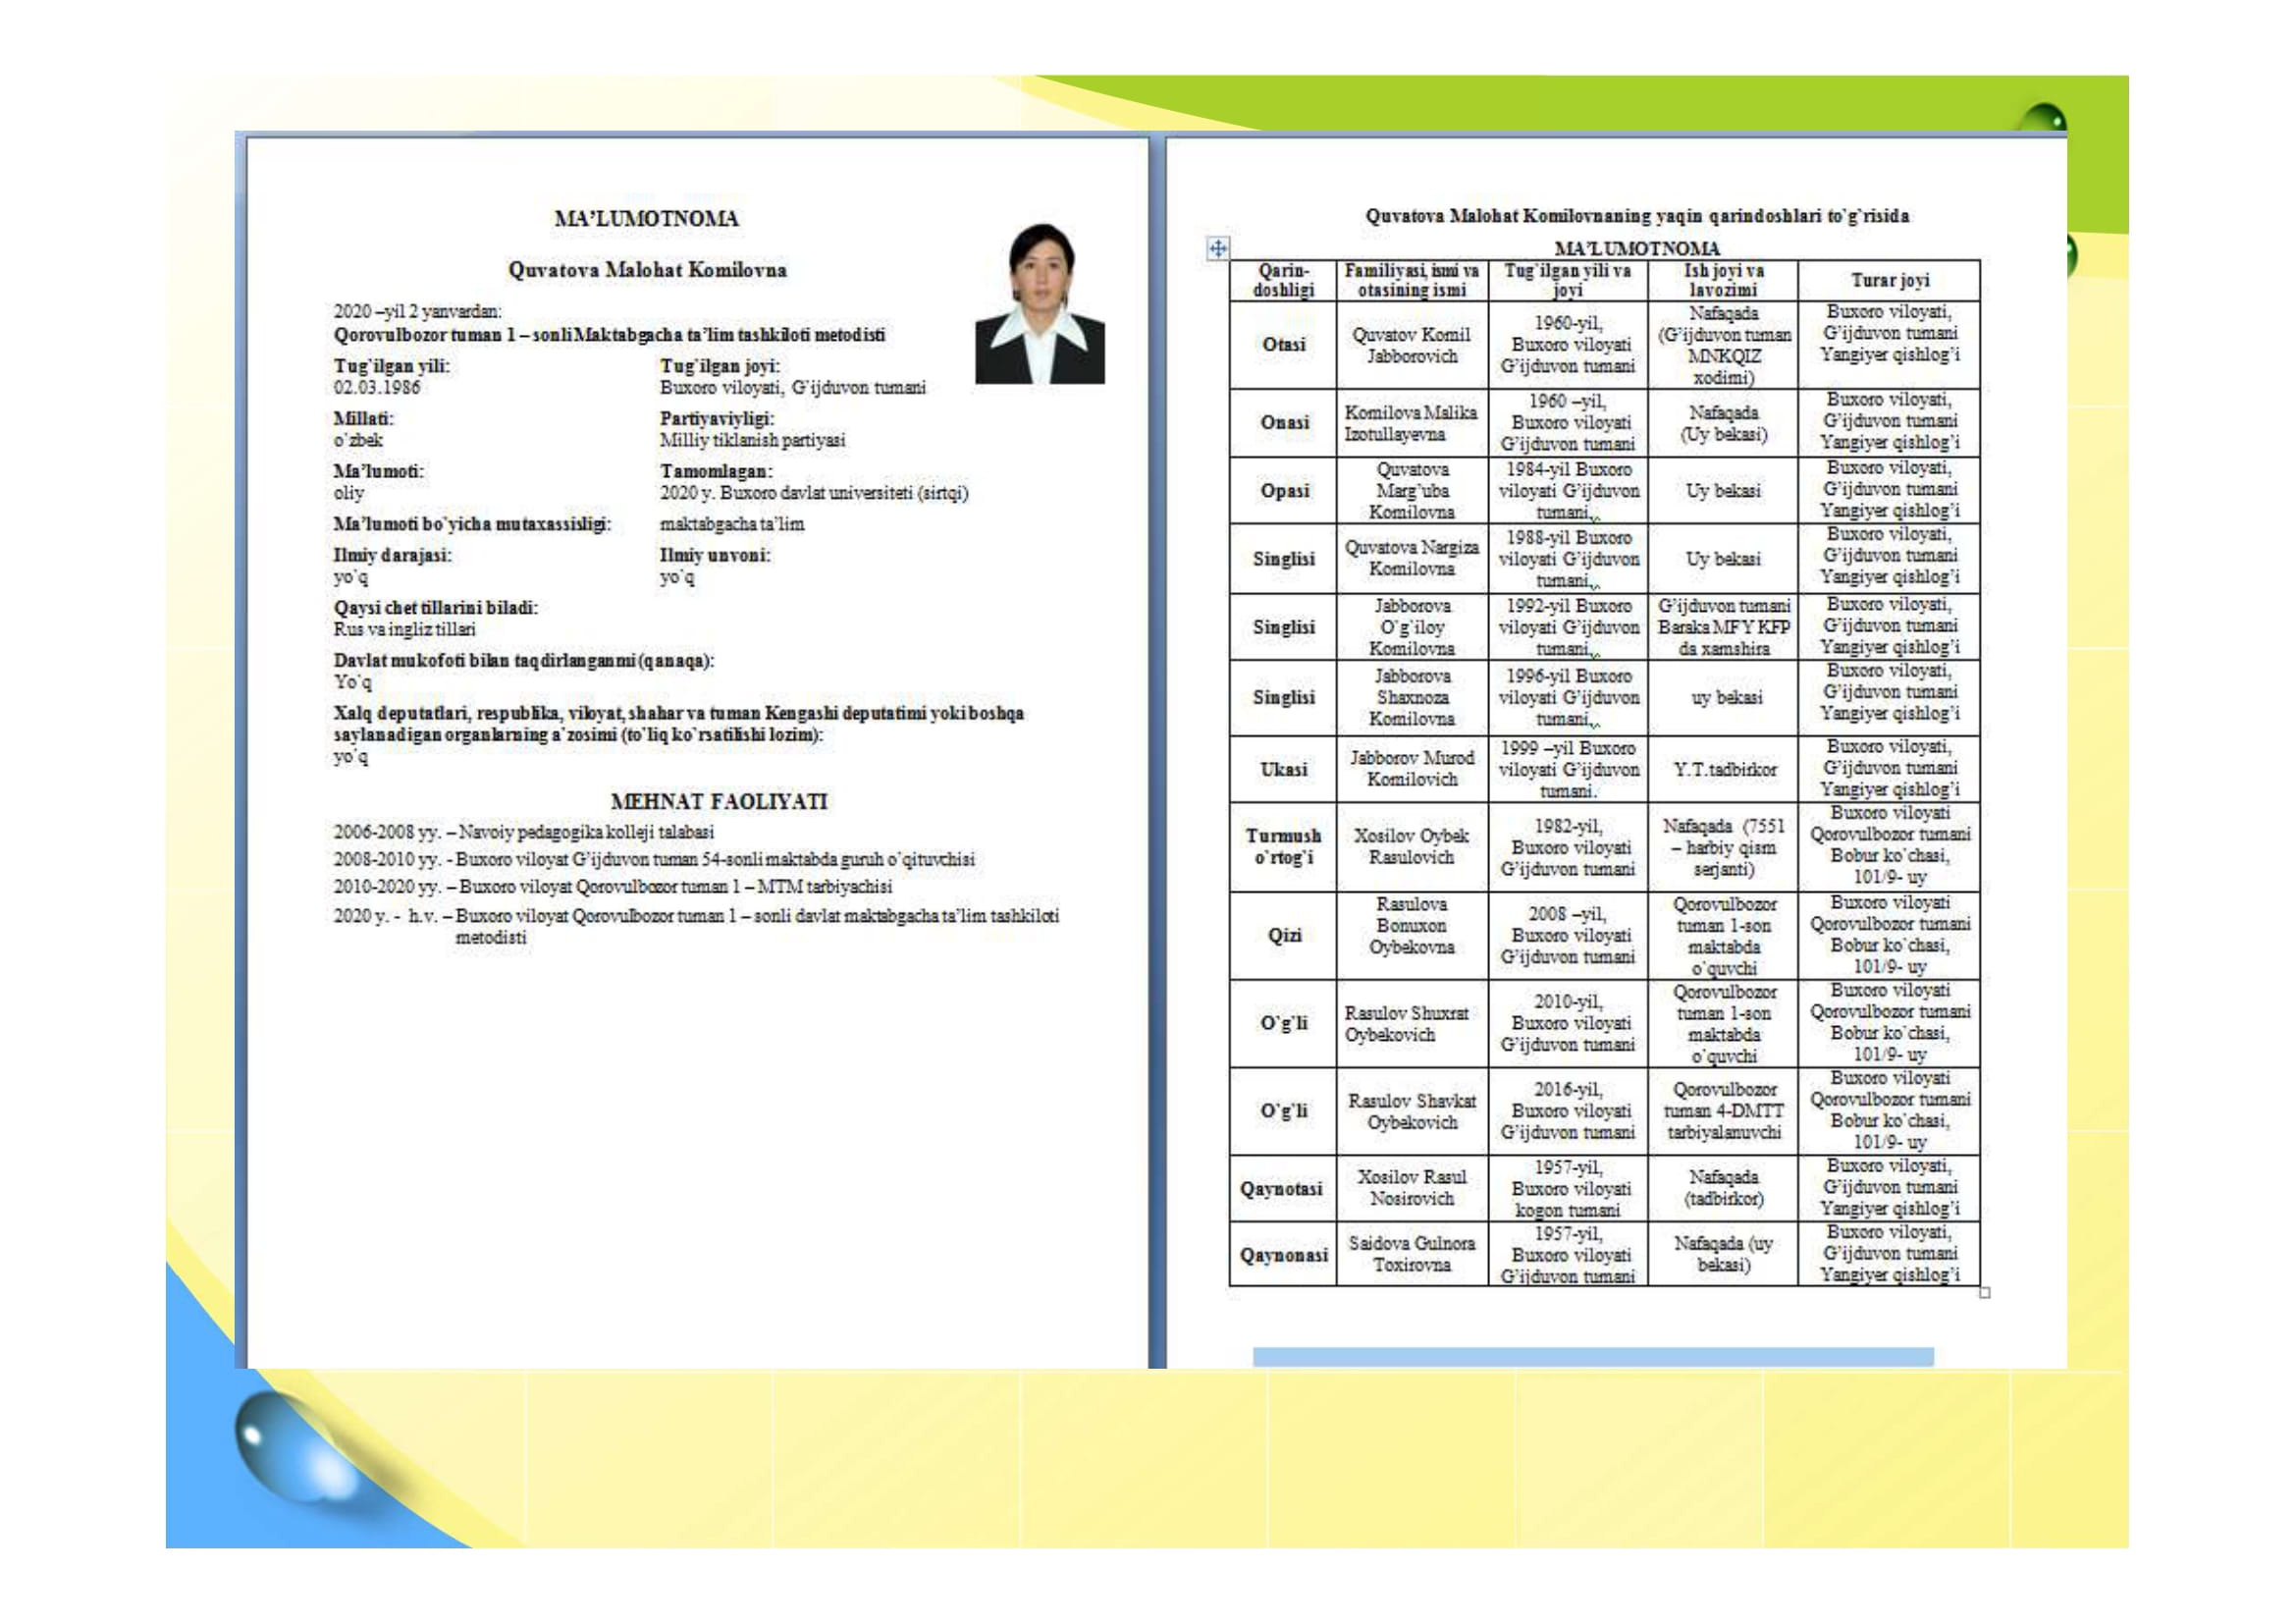 MA’LUMOTNOMA
Quvatova Malohat Komilovna
2020 –yil 2 yanvardan:
Qorovulbozor tuman 1 – sonli Maktabgacha ta’lim tashkiloti metodisti
Tug`ilgan yili: Tug`ilgan joyi:
02.03.1986 Buxoro viloyati, G’ijduvon tumani
Millati: Partiyaviyligi:
o`zbek Milliy tiklanish partiyasi
Ma’lumoti: Tamomlagan:
oliy 2020 y. Buxoro davlat universiteti (sirtqi)
Ma’lumoti bo`yicha mutaxassisligi: maktabgacha ta’lim
Ilmiy darajasi: Ilmiy unvoni:
yo`q yo`q
Qaysi chet tillarini biladi:
Rus va ingliz tillari
Davlat mukofoti bilan taqdirlanganmi (qanaqa):
Yo`q
Xalq deputatlari, respublika, viloyat, shahar va tuman Kengashi deputatimi yoki boshqa
saylanadigan organlarning a`zosimi (to`liq ko`rsatilishi lozim):
yo`q
MEHNAT FAOLIYATI
2006-2008 yy. – Navoiy pedagogika kolleji talabasi
2008-2010 yy. - Buxoro viloyat G’ijduvon tuman 54-sonli maktabda guruh o`qituvchisi
2010-2020 yy. – Buxoro viloyat Qorovulbozor tuman 1 – MTM tarbiyachisi
2020 y. - h.v. – Buxoro viloyat Qorovulbozor tuman 1 – sonli davlat maktabgacha ta’lim tashkiloti
metodisti
Quvatova Malohat Komilovnaning yaqin qarindoshlari to`g`risida
MA’LUMOTNOMA
Qarin-
doshligi
Familiyasi, ismi va
otasining ismi
Tug`ilgan yili va
joyi
Ish joyi va
lavozimi
Turar joyi
Otasi
Quvatov Komil
Jabborovich
1960-yil,
Buxoro viloyati
G’ijduvon tumani
Nafaqada
(G’ijduvon tuman
MNKQIZ
xodimi)
Buxoro viloyati,
G’ijduvon tumani
Yangiyer qishlog’i
Onasi
Komilova Malika
Izotullayevna
1960 –yil,
Buxoro viloyati
G’ijduvon tumani
Nafaqada
(Uy bekasi)
Buxoro viloyati,
G’ijduvon tumani
Yangiyer qishlog’i
Opasi
Quvatova
Marg’uba
Komilovna
1984-yil Buxoro
viloyati G’ijduvon
tumani,,
Uy bekasi
Buxoro viloyati,
G’ijduvon tumani
Yangiyer qishlog’i
Singlisi
Quvatova Nargiza
Komilovna
1988-yil Buxoro
viloyati G’ijduvon
tumani,,
Uy bekasi
Buxoro viloyati,
G’ijduvon tumani
Yangiyer qishlog’i
Singlisi
Jabborova
O`g`iloy
Komilovna
1992-yil Buxoro
viloyati G’ijduvon
tumani,,
G’ijduvon tumani
Baraka MFY KFP
da xamshira
Buxoro viloyati,
G’ijduvon tumani
Yangiyer qishlog’i
Singlisi
Jabborova
Shaxnoza
Komilovna
1996-yil Buxoro
viloyati G’ijduvon
tumani,,
uy bekasi
Buxoro viloyati,
G’ijduvon tumani
Yangiyer qishlog’i
Ukasi
Jabborov Murod
Komilovich
1999 –yil Buxoro
viloyati G’ijduvon
tumani.
Y.T.tadbirkor
Buxoro viloyati,
G’ijduvon tumani
Yangiyer qishlog’i
Turmush
o`rtog`i
Xosilov Oybek
Rasulovich
1982-yil,
Buxoro viloyati
G’ijduvon tumani
Nafaqada (7551
– harbiy qism
serjanti)
Buxoro viloyati
Qorovulbozor tumani
Bobur ko`chasi,
101/9- uy
Qizi
Rasulova
Bonuxon
Oybekovna
2008 –yil,
Buxoro viloyati
G’ijduvon tumani
Qorovulbozor
tuman 1-son
maktabda
o`quvchi
Buxoro viloyati
Qorovulbozor tumani
Bobur ko`chasi,
101/9- uy
O`g`li
Rasulov Shuxrat
Oybekovich
2010-yil,
Buxoro viloyati
G’ijduvon tumani
Qorovulbozor
tuman 1-son
maktabda
o`quvchi
Buxoro viloyati
Qorovulbozor tumani
Bobur ko`chasi,
101/9- uy
O`g`li
Rasulov Shavkat
Oybekovich
2016-yil,
Buxoro viloyati
G’ijduvon tumani
Qorovulbozor
tuman 4-DMTT
tarbiyalanuvchi
Buxoro viloyati
Qorovulbozor tumani
Bobur ko`chasi,
101/9- uy
Qaynotasi
Xosilov Rasul
Nosirovich
1957-yil,
Buxoro viloyati
kogon tumani
Nafaqada
(tadbirkor)
Buxoro viloyati,
G’ijduvon tumani
Yangiyer qishlog’i
Qaynonasi
Saidova Gulnora
Toxirovna
1957-yil,
Buxoro viloyati
G’ijduvon tumani
Nafaqada (uy
bekasi)
Buxoro viloyati,
G’ijduvon tumani
Yangiyer qishlog’i